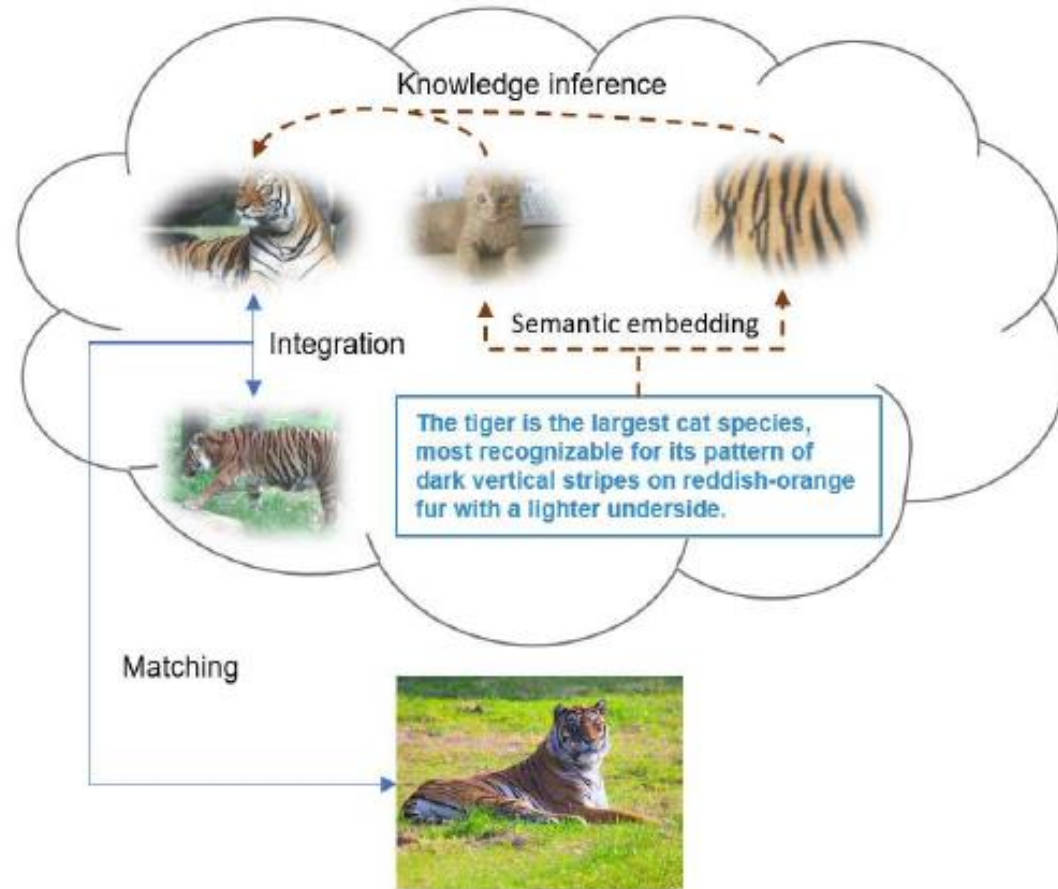 Knowledge inference
Semantic embedding
Integration
The tiger is the largest cat species,
most recognizable for its pattern of
dark vertical stripes on reddish-orange
fur with a lighter underside.
Matching